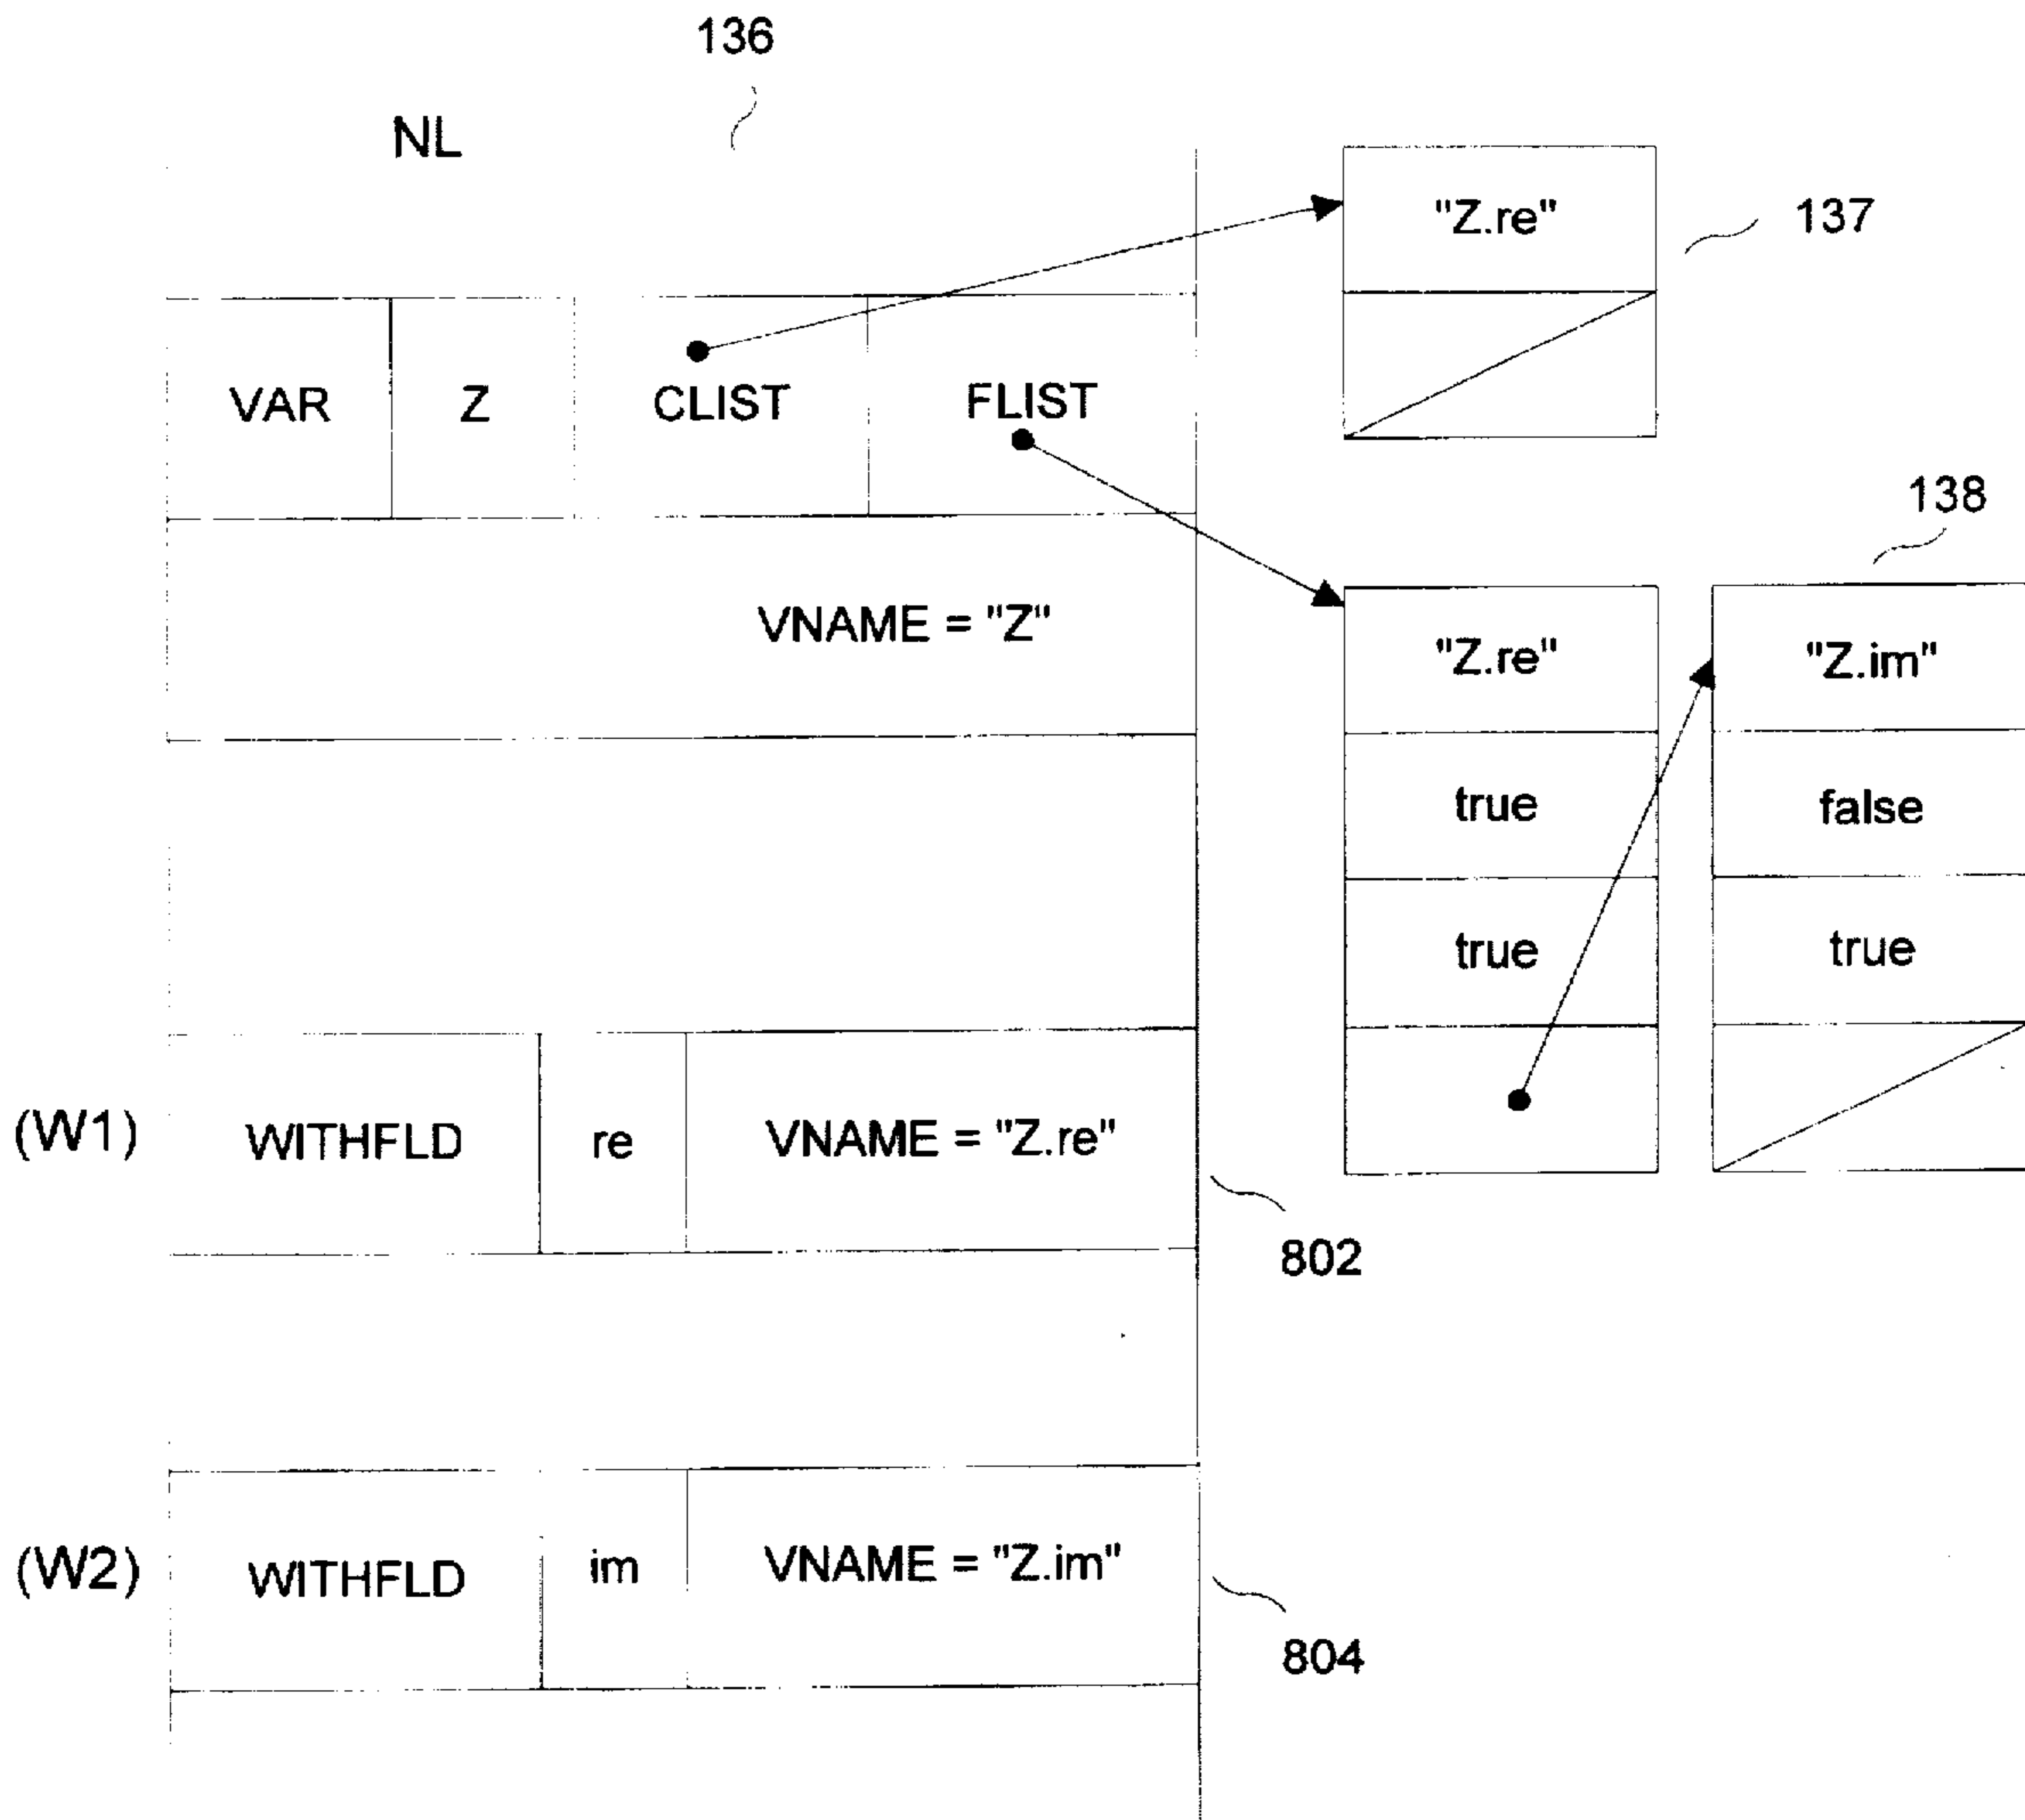 136
NL
"Z.re"
137
VAR Z CLIST FLIST
138
VNAME = "Z"
"Z.re" "Z.im"
true false
true true
(W1) WITHFLD re VNAME = "Z.re"
802
(W2) WITHFLD im VNAME = "Z.im"
804